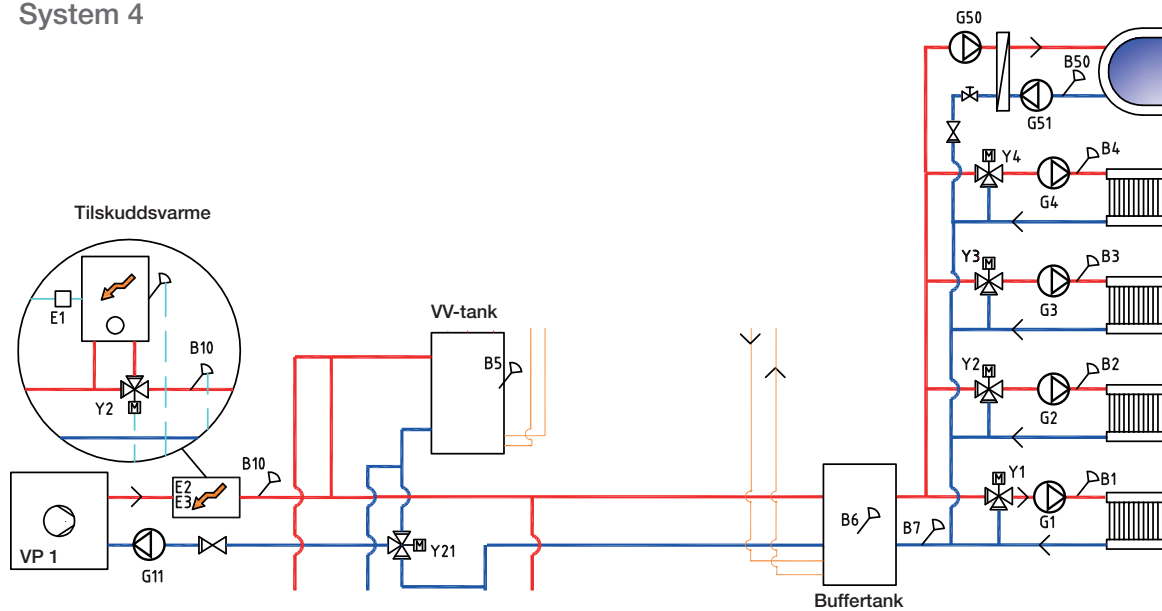 System 4
G50
B50
G51
Y4
B4
M
G4
Tilskuddsvarme
Y3
B3
M
G3
E1
VV-tank
B10
B5
Y2
B2
M
G2
Y2
M
B10
E2
E3
Y1
B1
M
G1
B6
B7
VP 1
G11
M
Y21
Buffertank